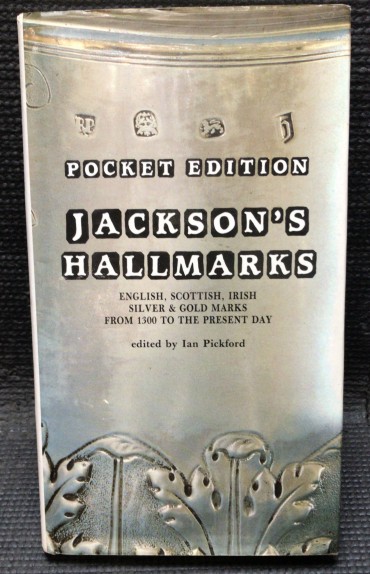 RP
J
POCKET EDITION
JACKSON'S
HALLMARKS
ENGLISH, SCOTTISH, IRISH
SILVER & GOLD MARKS
FROM 1300 TO THE PRESENT DAY
edited by Ian Pickford